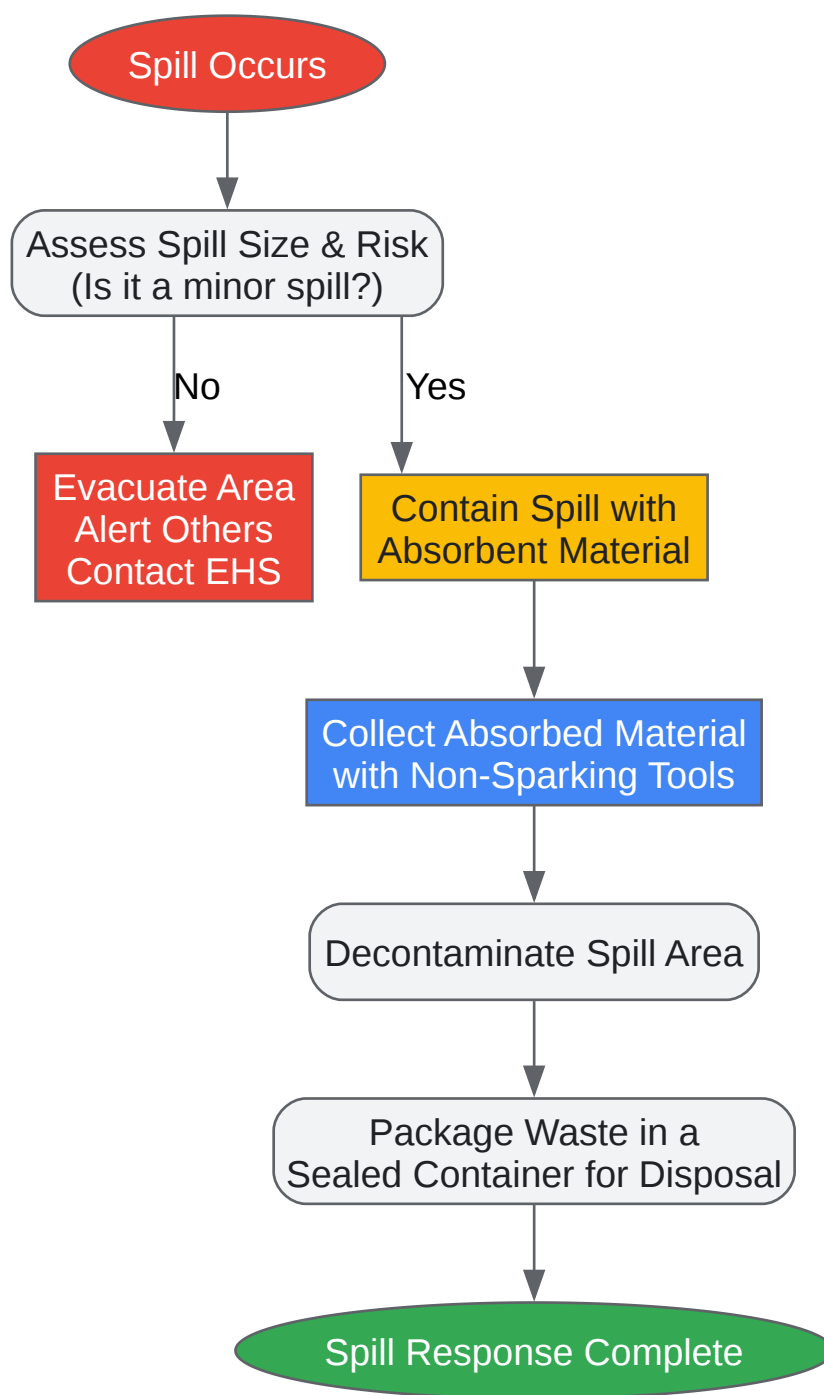 Spill Occurs
Assess Spill Size & Risk
(Is it a minor spill?)
No
Yes
Evacuate Area
Alert Others
Contact EHS
Contain Spill with
Absorbent Material
Collect Absorbed Material
with Non-Sparking Tools
Decontaminate Spill Area
Package Waste in a
Sealed Container for Disposal
Spill Response Complete